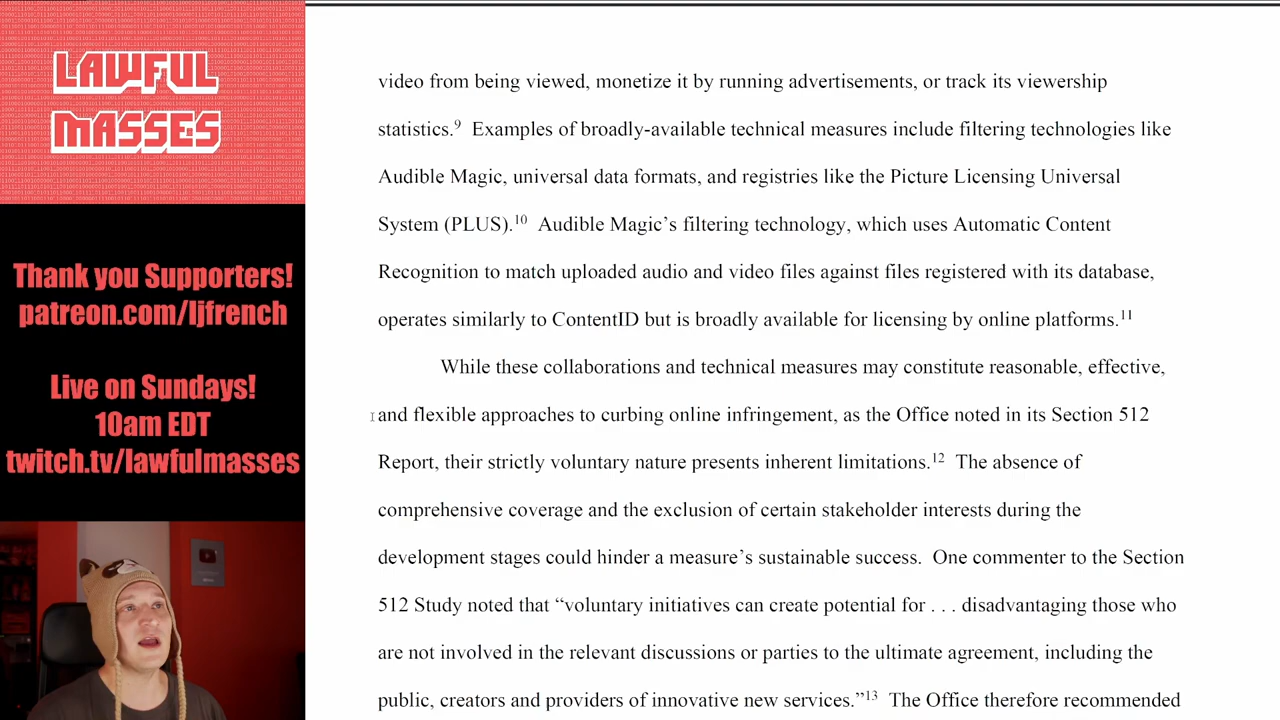 LAWFUL
MASSES
Thank you Supporters!
patreon.com/ljfrench
Live on Sundays!
10am EDT
twitch.tv/lawfulmasses
video from being viewed, monetize it by running advertisements, or track its viewership
statistics.9 Examples of broadly-available technical measures include filtering technologies like
Audible Magic, universal data formats, and registries like the Picture Licensing Universal
System (PLUS).10 Audible Magic’s filtering technology, which uses Automatic Content
Recognition to match uploaded audio and video files against files registered with its database,
operates similarly to ContentID but is broadly available for licensing by online platforms.11
While these collaborations and technical measures may constitute reasonable, effective,
and flexible approaches to curbing online infringement, as the Office noted in its Section 512
Report, their strictly voluntary nature presents inherent limitations.12 The absence of
comprehensive coverage and the exclusion of certain stakeholder interests during the
development stages could hinder a measure’s sustainable success. One commenter to the Section
512 Study noted that “voluntary initiatives can create potential for . . . disadvantaging those who
are not involved in the relevant discussions or parties to the ultimate agreement, including the
public, creators and providers of innovative new services.”13 The Office therefore recommended